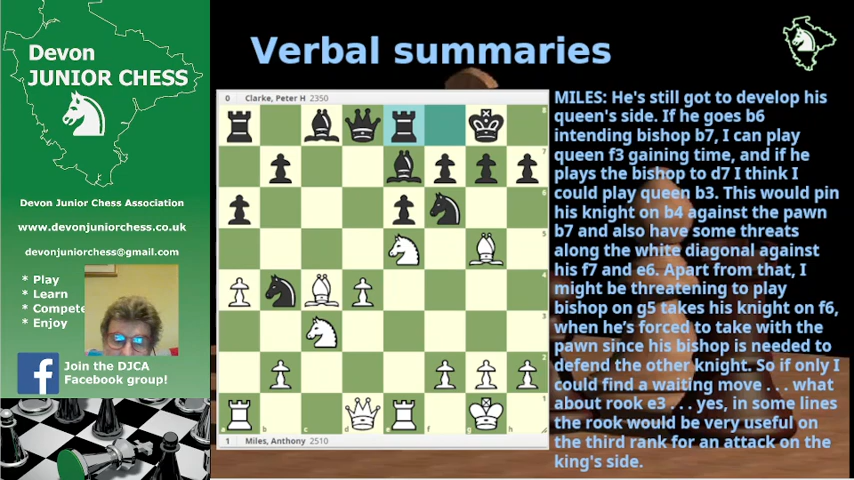 Devon
JUNIOR CHESS
Devon Junior Chess Association
www.devonjuniorchess.co.uk
devonjuniorchess@gmail.com
* Play
* Learn
* Compete
* Enjoy
Join the DJCA
Facebook group!
Verbal summaries
0 Clarke, Peter H 2350
8
7
6
5
4
3
2
1
a b c d e f g h
1 Miles, Anthony 2510
MILES: He's still got to develop his
queen's side. If he goes b6
intending bishop b7, I can play
queen f3 gaining time, and if he
plays the bishop to d7 I think I
could play queen b3. This would pin
his knight on b4 against the pawn
b7 and also have some threats
along the white diagonal against
his f7 and e6. Apart from that, I
might be threatening to play
bishop on g5 takes his knight on f6,
when he's forced to take with the
pawn since his bishop is needed to
defend the other knight. So if only I
could find a waiting move . . . what
about rook e3 . . . yes, in some lines
the rook would be very useful on
the third rank for an attack on the
king's side.